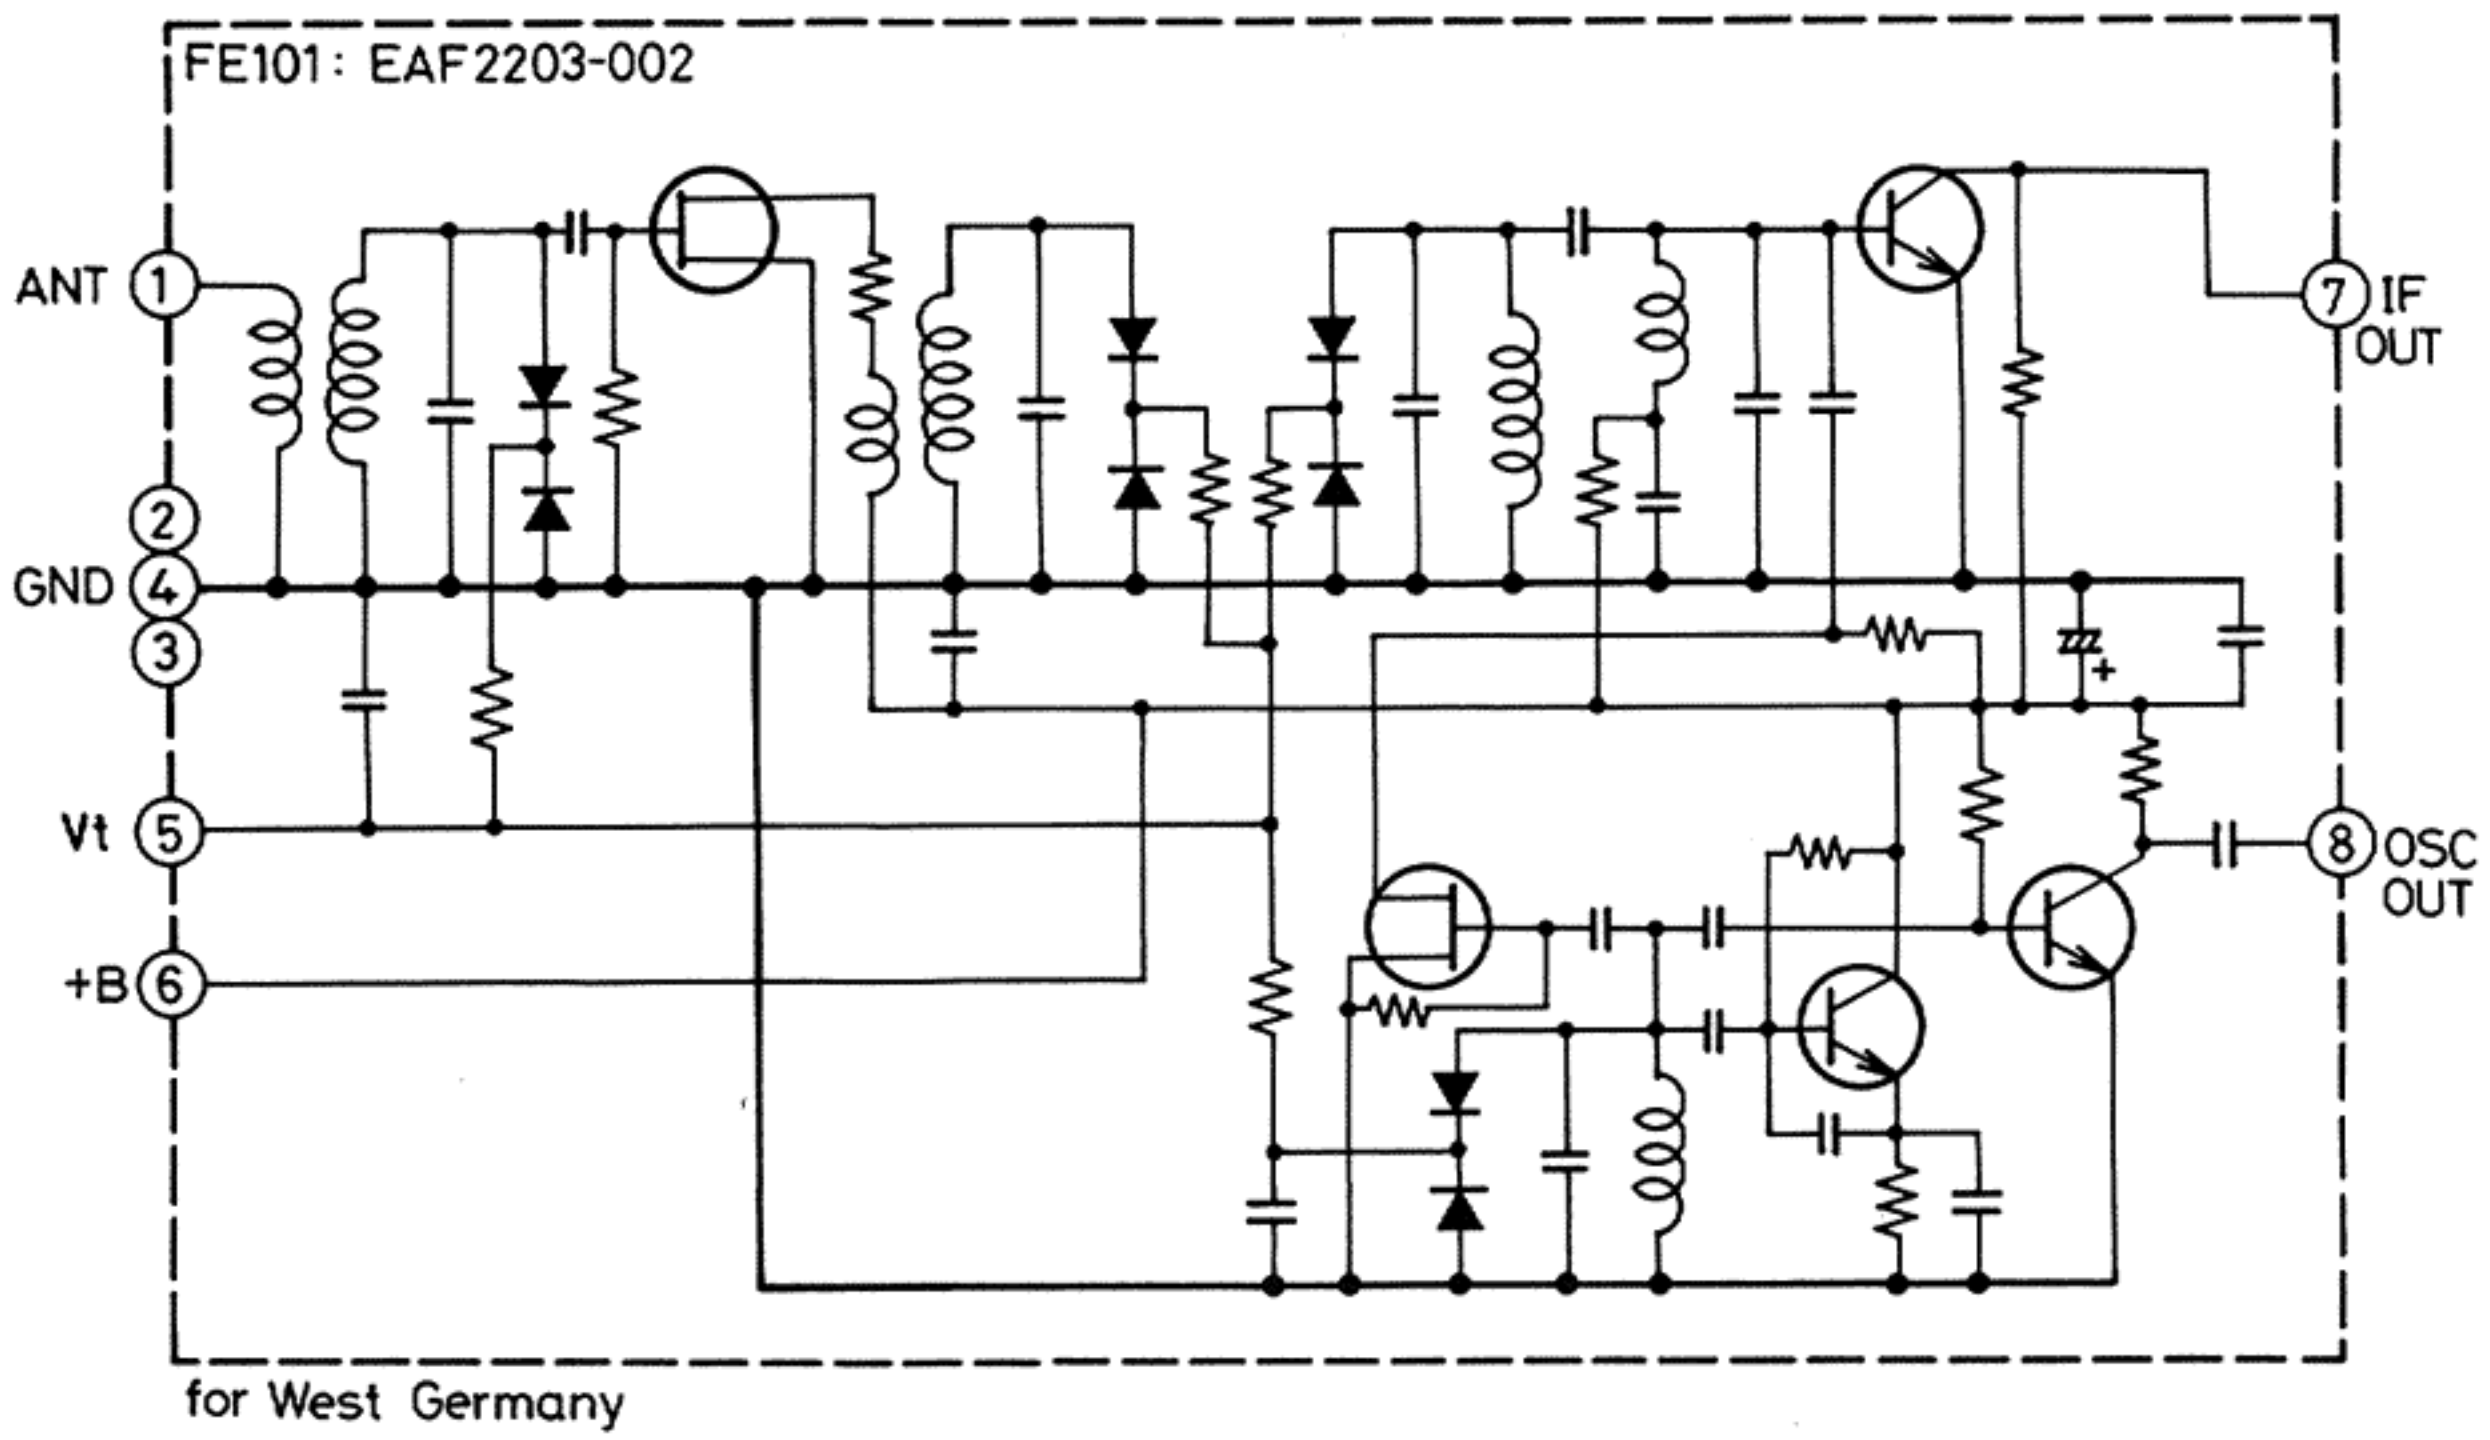 FE101: EAF2203-002
ANT 1
2
GND 4
3
Vt 5
+B 6
7 IF
OUT
+
8 OSC
OUT
for West Germany